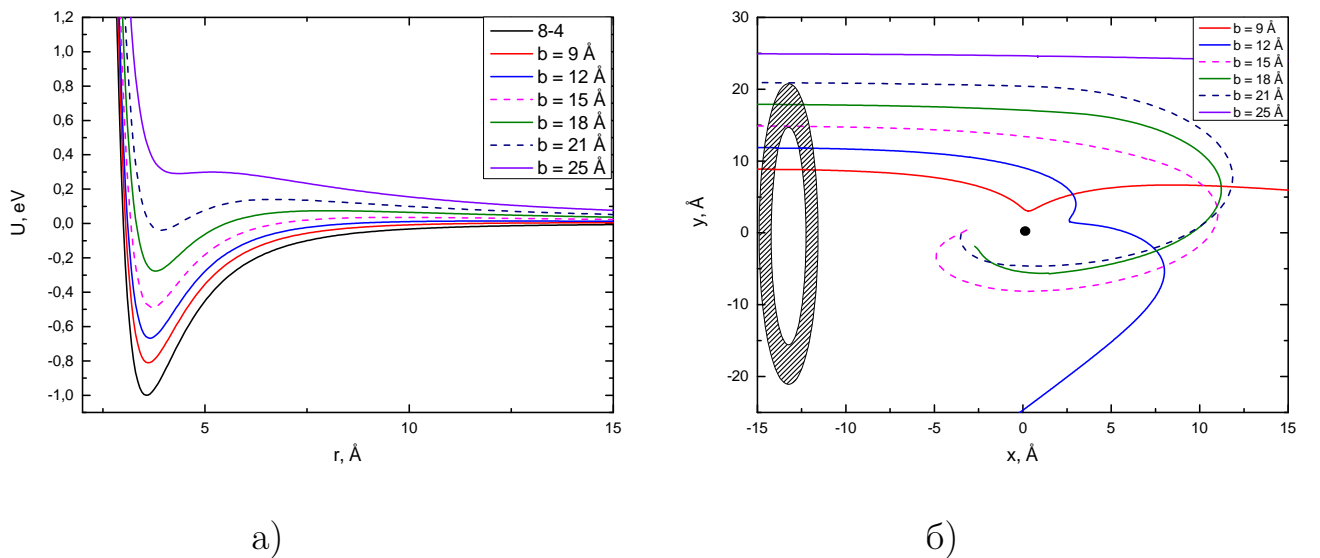 1,2
1,0
0,8
0,6
0,4
0,2
0,0
-0,2
-0,4
-0,6
-0,8
-1,0
U, eV
5
10
15
r, Å
8-4
b = 9 Å
b = 12 Å
b = 15 Å
b = 18 Å
b = 21 Å
b = 25 Å
а)
30
20
10
0
-10
-20
y, Å
-15
-10
-5
0
5
10
15
x, Å
b = 9 Å
b = 12 Å
b = 15 Å
b = 18 Å
b = 21 Å
b = 25 Å
б)